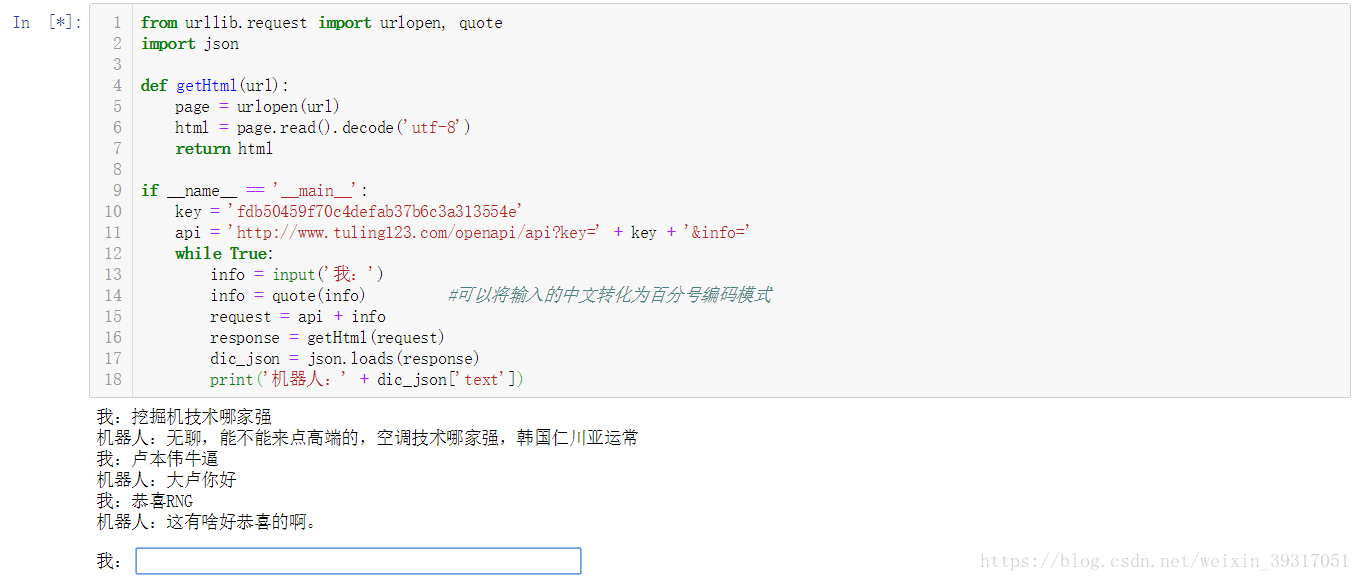 In [*]:
1 from urllib.request import urlopen, quote
2 import json
3
4 def getHtml(url):
5     page = urlopen(url)
6     html = page.read().decode('utf-8')
7     return html
8
9 if __name__ == '__main__':
10     key = 'fdb50459f70c4defab37b6c3a313554e'
11     api = 'http://www.tuling123.com/openapi/api?key=' + key + '&info='
12     while True:
13         info = input('我：')
14         info = quote(info)        #可以将输入的中文转化为百分号编码模式
15         request = api + info
16         response = getHtml(request)
17         dic_json = json.loads(response)
18         print('机器人：' + dic_json['text'])
我：挖掘机技术哪家强
机器人：无聊，能不能来点高端的，空调技术哪家强，韩国仁川亚运常
我：卢本伟牛逼
机器人：大卢你好
我：恭喜RNG
机器人：这有啥好恭喜的啊。
我：
https://blog.csdn.net/weixin_39317051